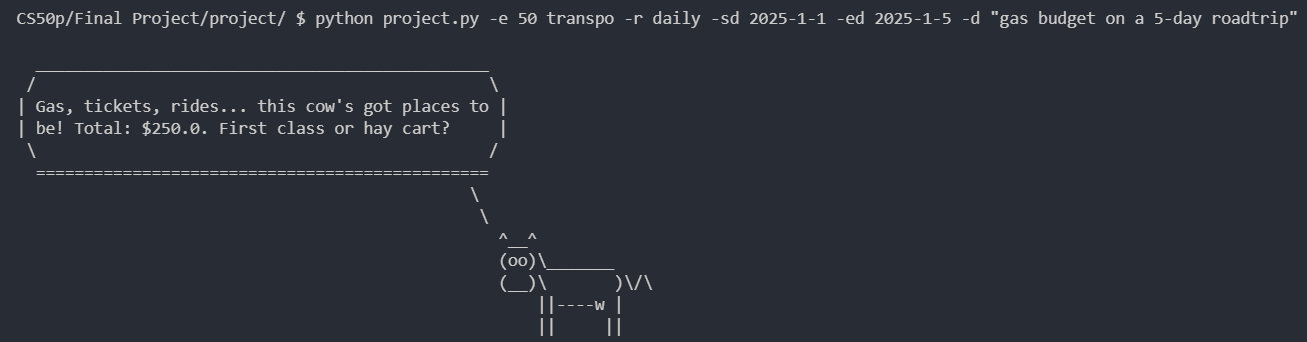 CS50p/Final Project/project/ $ python project.py -e 50 transpo -r daily -sd 2025-1-1 -ed 2025-1-5 -d "gas budget on a 5-day roadtrip"
  _______________________________________________
 /                                               \
| Gas, tickets, rides... this cow's got places to |
| be! Total: $250.0. First class or hay cart?     |
 \                                               /
  ===============================================
                                               \
                                                \
                                                  ^__^
                                                  (oo)\_______
                                                  (__)\       )\/\
                                                      ||----w |
                                                      ||     ||